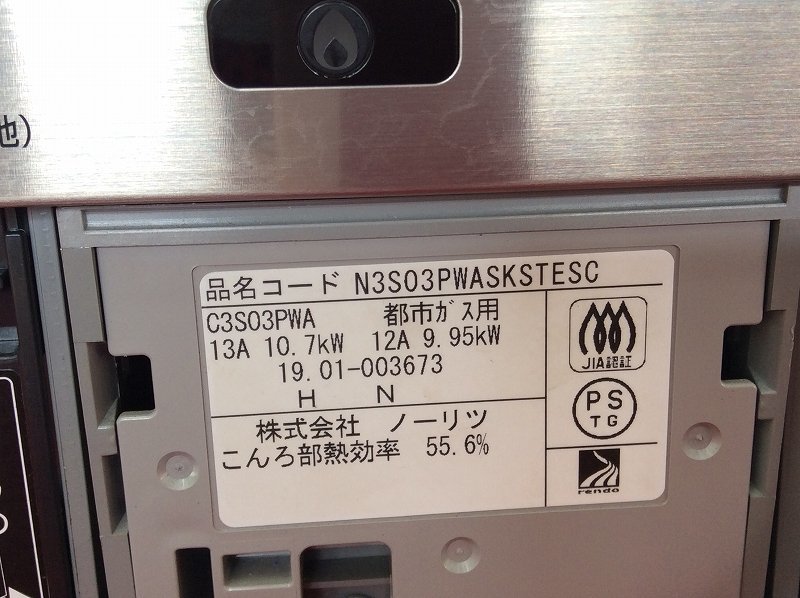 池)
品名コード N3S03PWASKSTESC
C3S03PWA 都市ガス用
13A 10.7kW 12A 9.95kW
19.01-003673
H N
株式会社 ノーリツ
こんろ部熱効率 55.6%
JIA認証
PS
TG
rendo